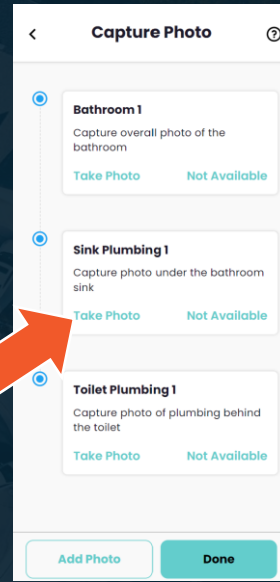 Capture Photo
Bathroom 1
Capture overall photo of the
bathroom
Take Photo Not Available
Sink Plumbing 1
Capture photo under the bathroom
sink
Take Photo Not Available
Toilet Plumbing 1
Capture photo of plumbing behind
the toilet
Take Photo Not Available
Add Photo Done